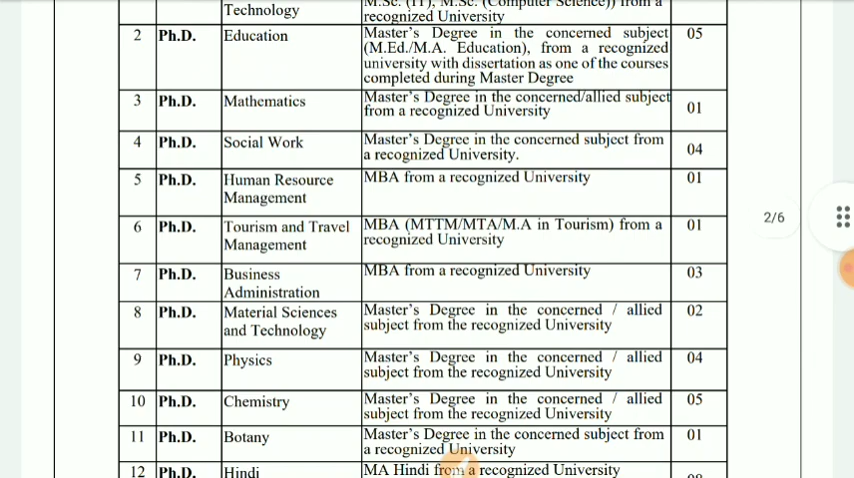 Technology
M.Sc. (IT), M.Sc. (Computer Science)) from a
recognized University
2 Ph.D. Education Master's Degree in the concerned subject 05
(M.Ed./M.A. Education), from a recognized
university with dissertation as one of the courses
completed during Master Degree
3 Ph.D. Mathematics Master's Degree in the concerned/allied subject
from a recognized University 01
4 Ph.D. Social Work Master's Degree in the concerned subject from
a recognized University. 04
5 Ph.D. Human Resource MBA from a recognized University 01
Management
6 Ph.D. Tourism and Travel MBA (MTTM/MTA/M.A in Tourism) from a 01
Management recognized University
2/6
7 Ph.D. Business MBA from a recognized University 03
Administration
8 Ph.D. Material Sciences Master's Degree in the concerned / allied 02
and Technology subject from the recognized University
9 Ph.D. Physics Master's Degree in the concerned / allied 04
subject from the recognized University
10 Ph.D. Chemistry Master's Degree in the concerned / allied 05
subject from the recognized University
11 Ph.D. Botany Master's Degree in the concerned subject from 01
a recognized University
12 Ph.D. Hindi MA Hindi from a recognized University